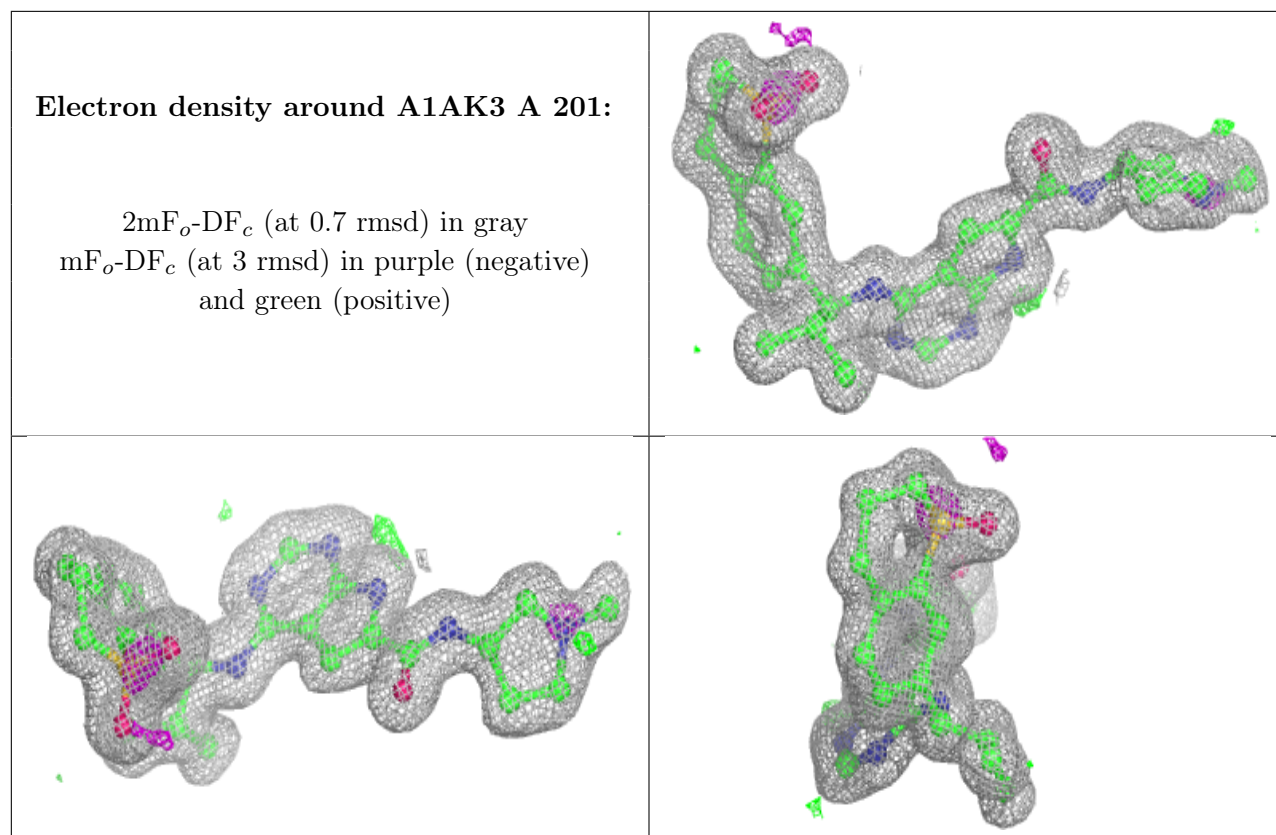 Electron density around A1AK3 A 201:
2mFo-DFc (at 0.7 rmsd) in gray
mFo-DFc (at 3 rmsd) in purple (negative)
and green (positive)